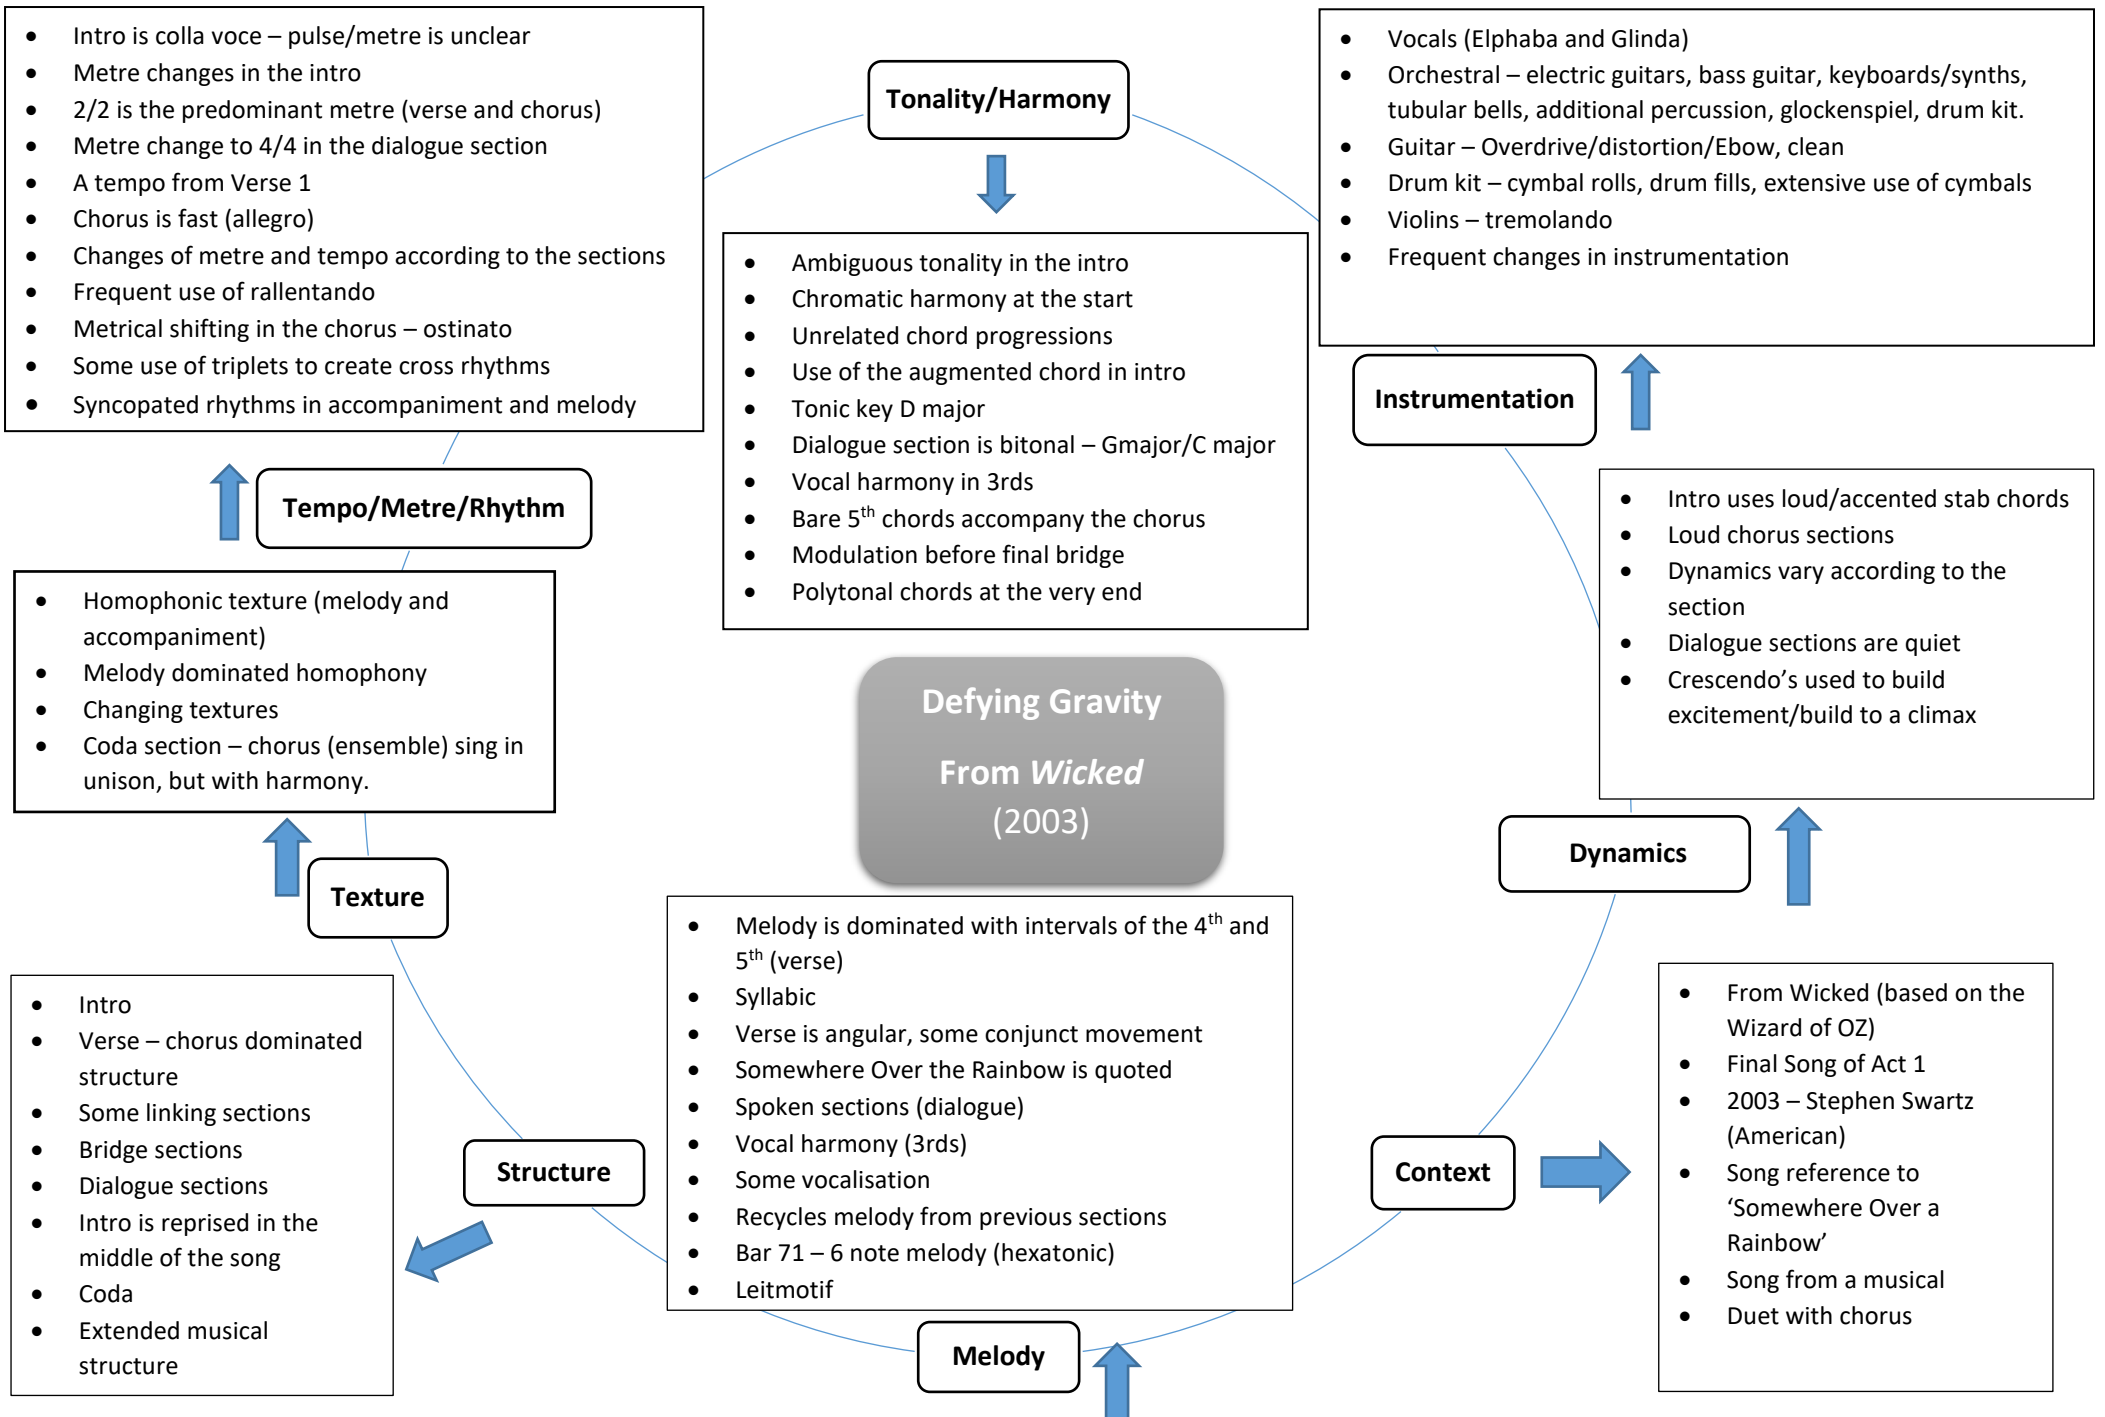 • Intro is colla voce – pulse/metre is unclear
• Metre changes in the intro
• 2/2 is the predominant metre (verse and chorus)
• Metre change to 4/4 in the dialogue section
• A tempo from Verse 1
• Chorus is fast (allegro)
• Changes of metre and tempo according to the sections
• Frequent use of rallentando
• Metrical shifting in the chorus – ostinato
• Some use of triplets to create cross rhythms
• Syncopated rhythms in accompaniment and melody
Tempo/Metre/Rhythm
Tonality/Harmony
• Ambiguous tonality in the intro
• Chromatic harmony at the start
• Unrelated chord progressions
• Use of the augmented chord in intro
• Tonic key D major
• Dialogue section is bitonal – Gmajor/C major
• Vocal harmony in 3rds
• Bare 5th chords accompany the chorus
• Modulation before final bridge
• Polytonal chords at the very end
• Vocals (Elphaba and Glinda)
• Orchestral – electric guitars, bass guitar, keyboards/synths,
tubular bells, additional percussion, glockenspiel, drum kit.
• Guitar – Overdrive/distortion/Ebow, clean
• Drum kit – cymbal rolls, drum fills, extensive use of cymbals
• Violins – tremolando
• Frequent changes in instrumentation
Instrumentation
• Intro uses loud/accented stab chords
• Loud chorus sections
• Dynamics vary according to the
section
• Dialogue sections are quiet
• Crescendo's used to build
excitement/build to a climax
Dynamics
• Homophonic texture (melody and
accompaniment)
• Melody dominated homophony
• Changing textures
• Coda section – chorus (ensemble) sing in
unison, but with harmony.
Texture
Defying Gravity
From Wicked
(2003)
• Intro
• Verse – chorus dominated
structure
• Some linking sections
• Bridge sections
• Dialogue sections
• Intro is reprised in the
middle of the song
• Coda
• Extended musical
structure
Structure
• Melody is dominated with intervals of the 4th and
5th (verse)
• Syllabic
• Verse is angular, some conjunct movement
• Somewhere Over the Rainbow is quoted
• Spoken sections (dialogue)
• Vocal harmony (3rds)
• Some vocalisation
• Recycles melody from previous sections
• Bar 71 – 6 note melody (hexatonic)
• Leitmotif
Melody
Context
• From Wicked (based on the
Wizard of OZ)
• Final Song of Act 1
• 2003 – Stephen Swartz
(American)
• Song reference to
‘Somewhere Over a
Rainbow’
• Song from a musical
• Duet with chorus